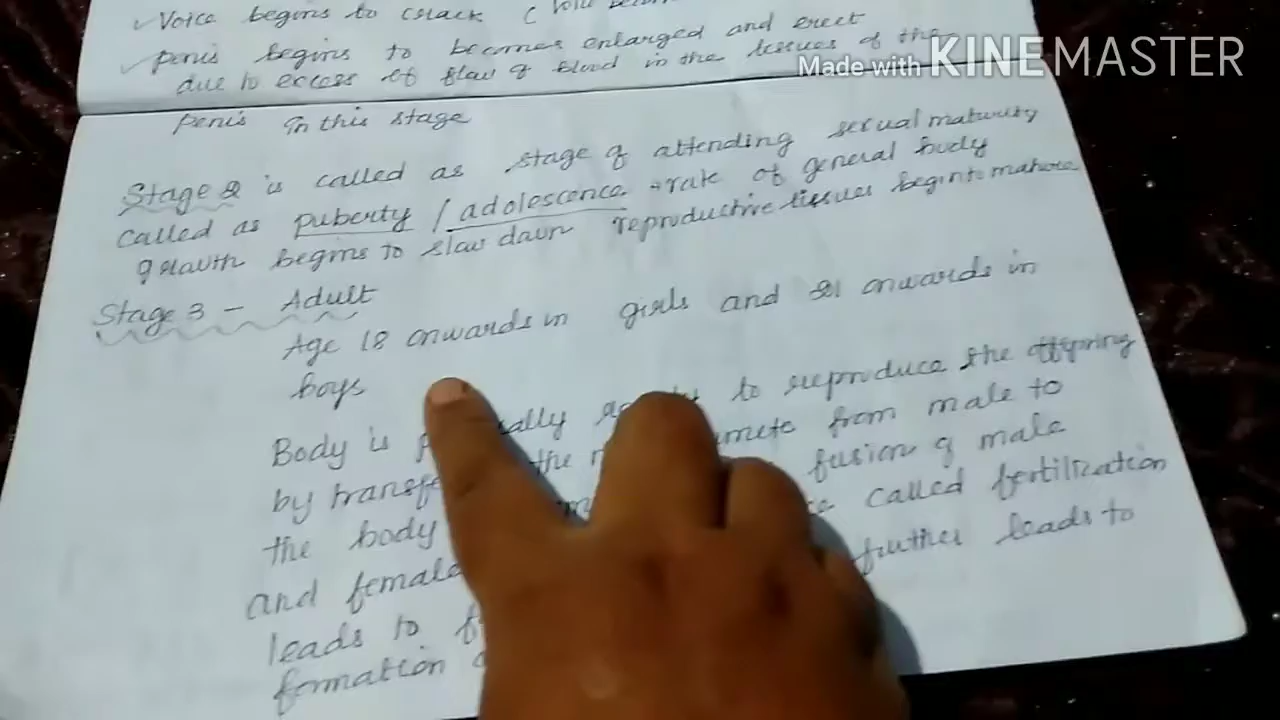 ✓ Voice begins to crack (
✓ penis begins to becomes enlarged and erect
due to excess of flaw of blood in the tissues of the
penis in this stage
Stage 2 is called as stage of attending sexual maturity
called as puberty / adolescence → rate of general body
growth begins to slaw dawn reproductive tissues begin to mature
Stage 3 - Adult
Age 18 onwards in girls and 21 onwards in
boys
Body is to reproduce the offspring
by the from male to
the body fusion of male
and female called fertilization
leads to further leads to
formation
Made with KINEMASTER